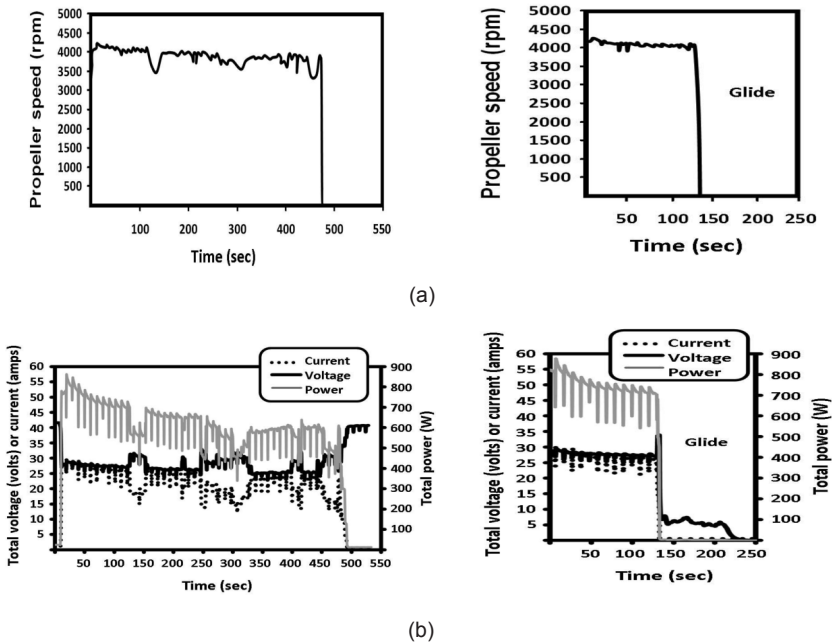 Propeller speed (rpm)
5000
4500
4000
3500
3000
2500
2000
1500
1000
500
100 200 300 400 500 550
Time (sec)
Propeller speed (rpm)
5000
4500
4000
3500
4000
2500
4000
1500
4000
500
Glide
50 100 150 200 250
Time (sec)
(a)
Total voltage (volts) or current (amps)
60
55
50
45
40
35
30
25
20
15
10
5
Current
Voltage
Power
900
800
700
600
500
400
300
200
100
Total power (W)
50 100 150 200 250 300 350 400 450 500 550
Time (sec)
Total voltage (volts) or current (amps)
60
55
50
45
40
35
30
25
20
15
10
5
Current
Voltage
Power
Glide
900
800
700
600
500
400
300
200
100
Total power (W)
50 100 150 200 250
Time (sec)
(b)